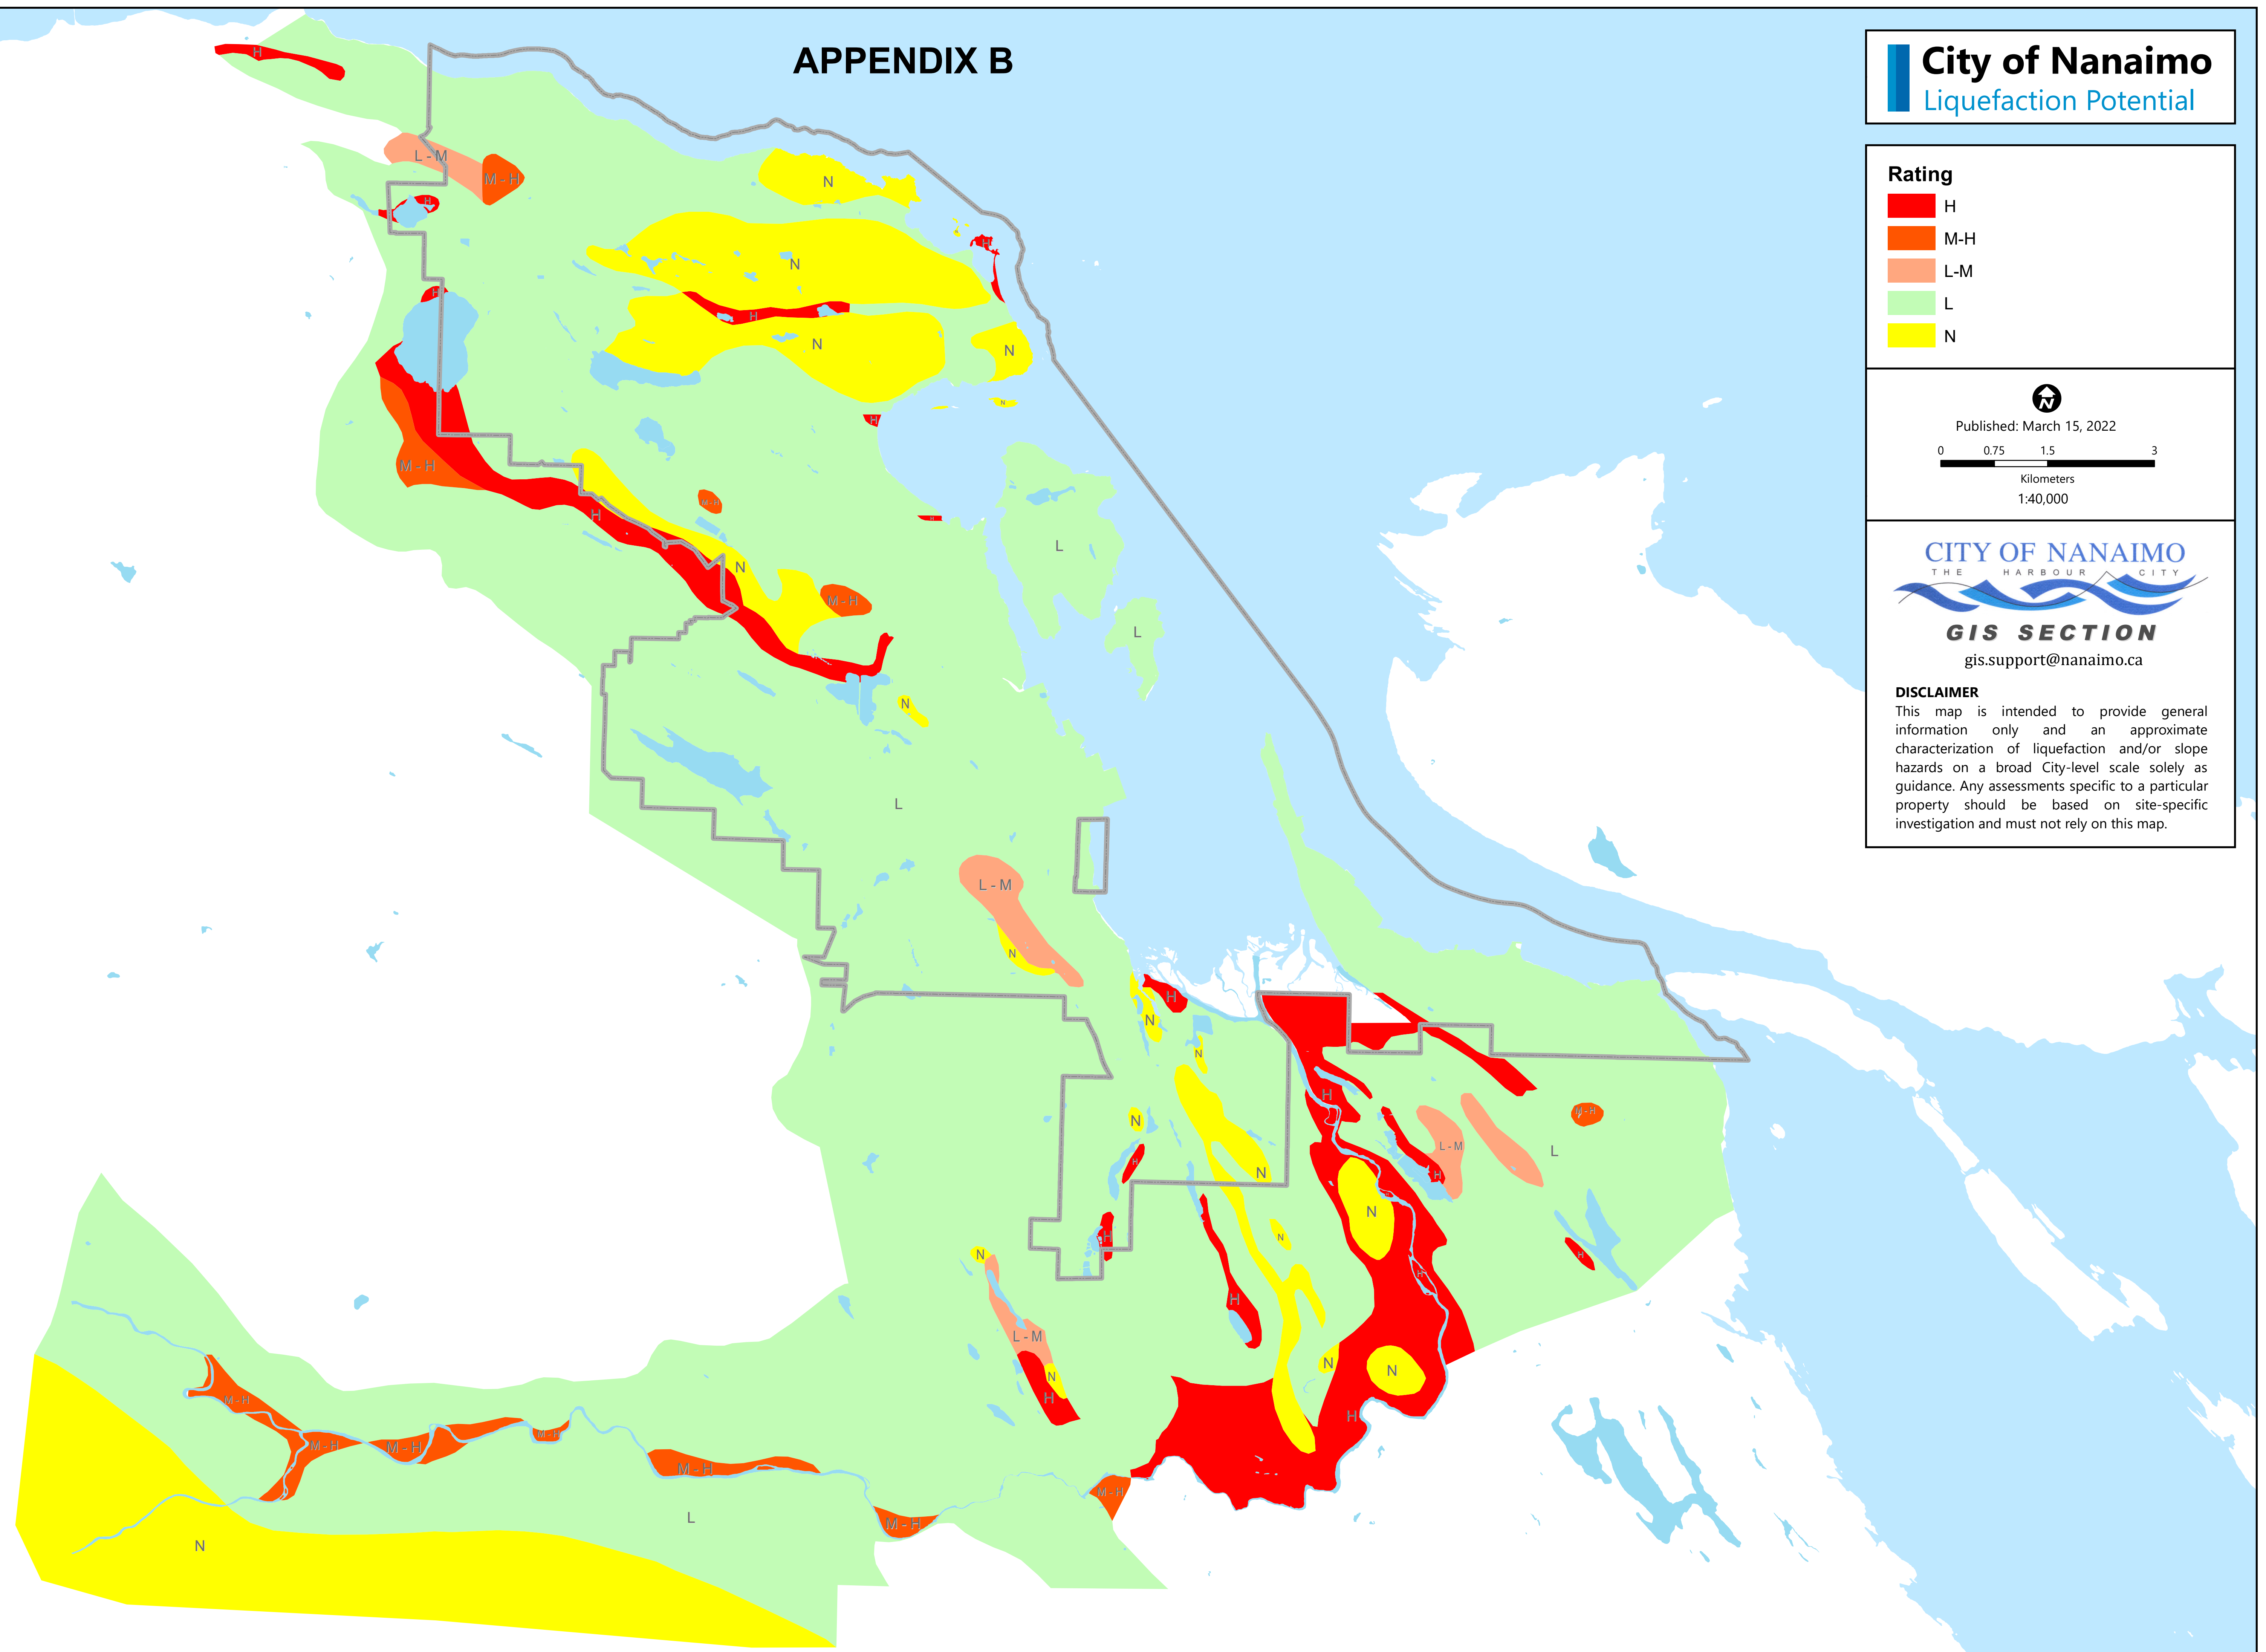 APPENDIX B
City of Nanaimo
Liquefaction Potential
Rating
H
M-H
L-M
L
N
N
Published: March 15, 2022
0 0.75 1.5 3
Kilometers
1:40,000
CITY OF NANAIMO
THE HARBOUR CITY
GIS SECTION
gis.support@nanaimo.ca
DISCLAIMER
This map is intended to provide general
information only and an approximate
characterization of liquefaction and/or slope
hazards on a broad City-level scale solely as
guidance. Any assessments specific to a particular
property should be based on site-specific
investigation and must not rely on this map.
H
L - M
M - H
N
H
H
N
N
H
H
N
N
N
H
M - H
M - H
H
H
L
N
M - H
L
N
L
L - M
N
H
N
N
H
M - H
N
L - M
L
H
N
H
N
H
N
H
N
H
H
H
L - M
N
N
N
H
M - H
H
M - H
M - H
M - H
M - H
M - H
L
M - H
N